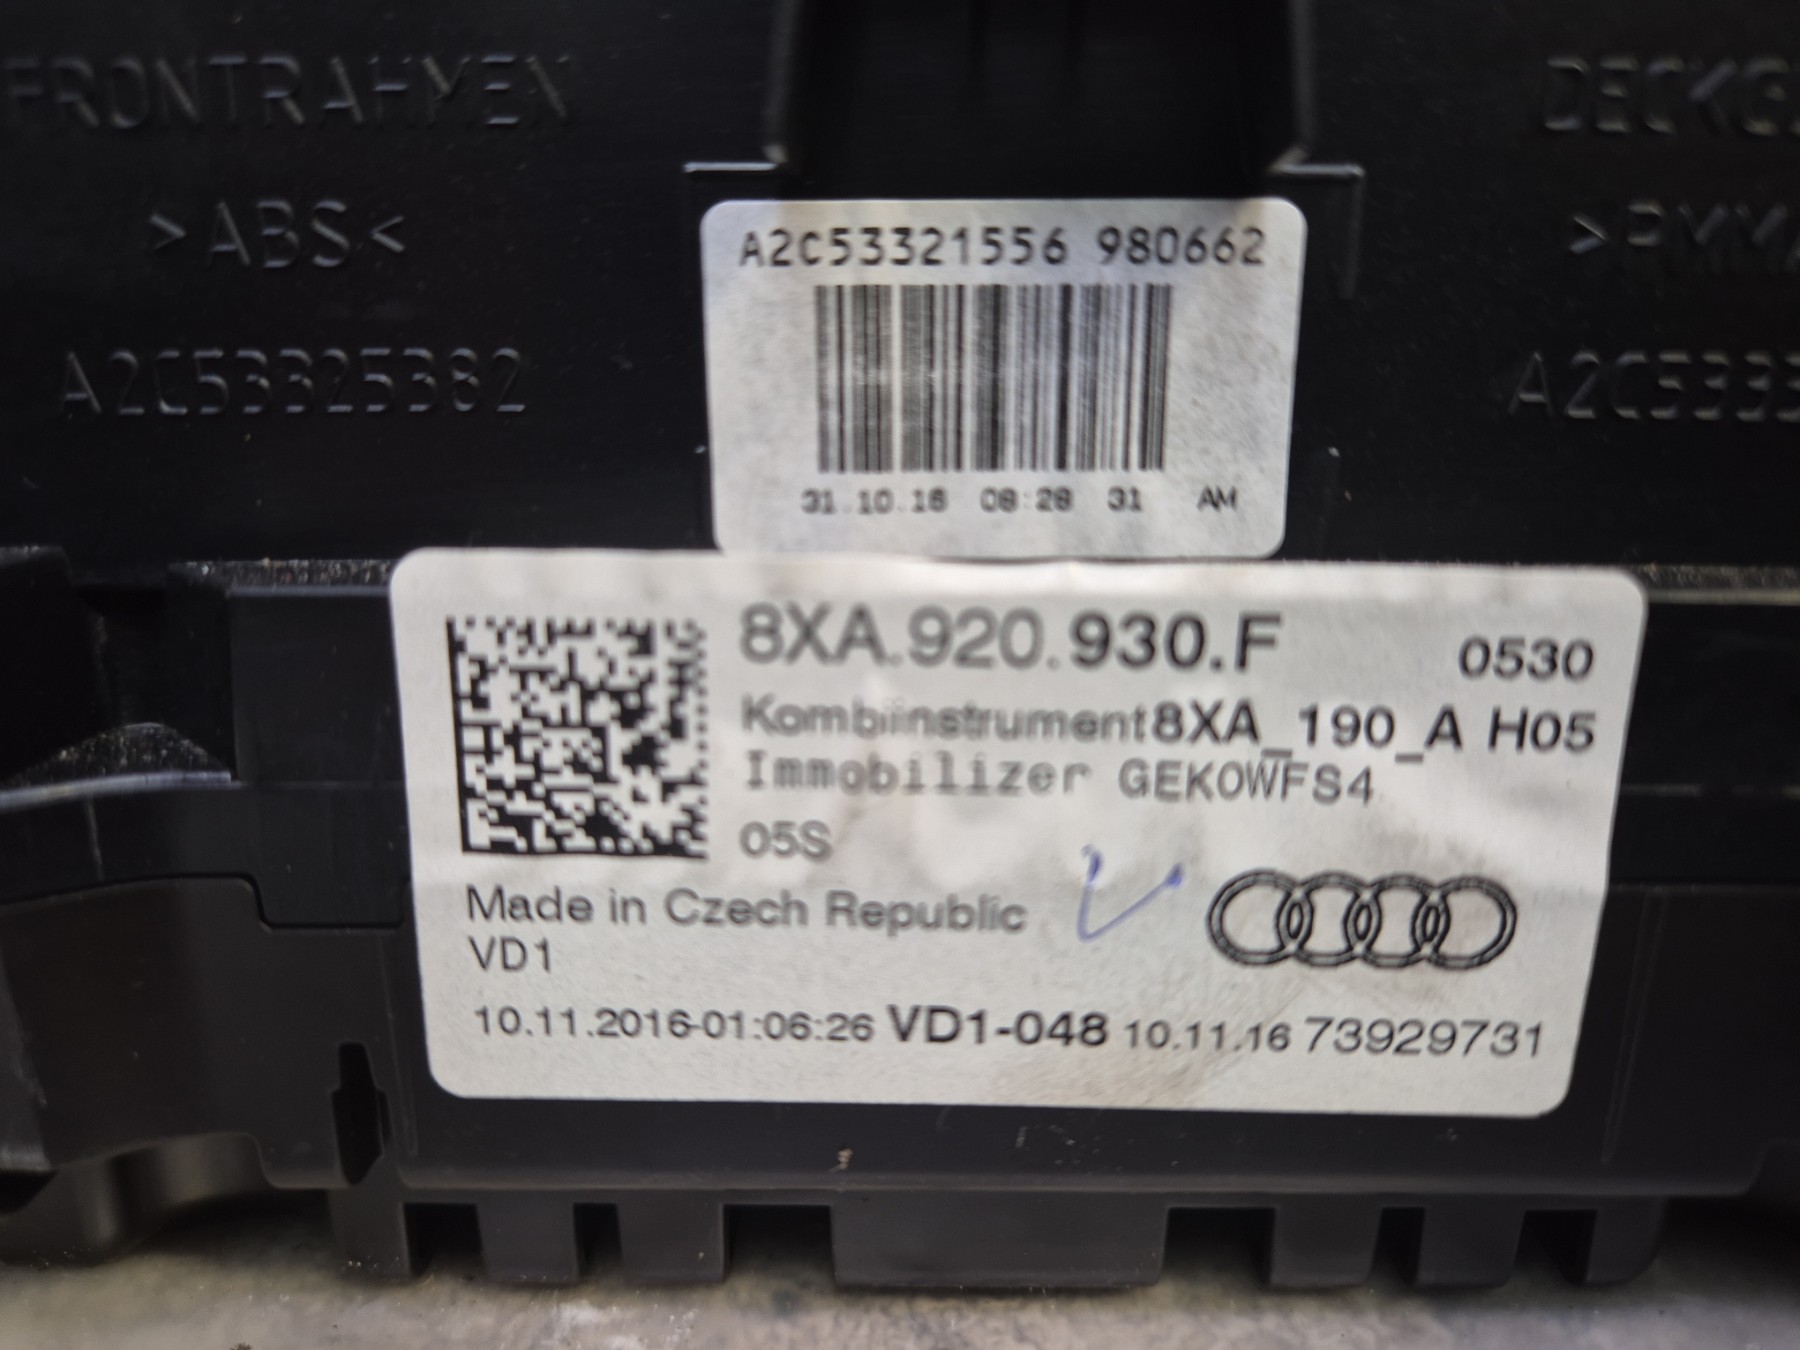 FRONTRAHMEN
>ABS<
A2C53325382
A2C53321556 980662
31.10.16 08:28 31 AM
8XA.920.930.F 0530
Kombiinstrument8XA_190_A H05
Immobilizer GEKOWFS4
05S
Made in Czech Republic
VD1
10.11.2016-01:06:26 VD1-048 10.11.16 73929731